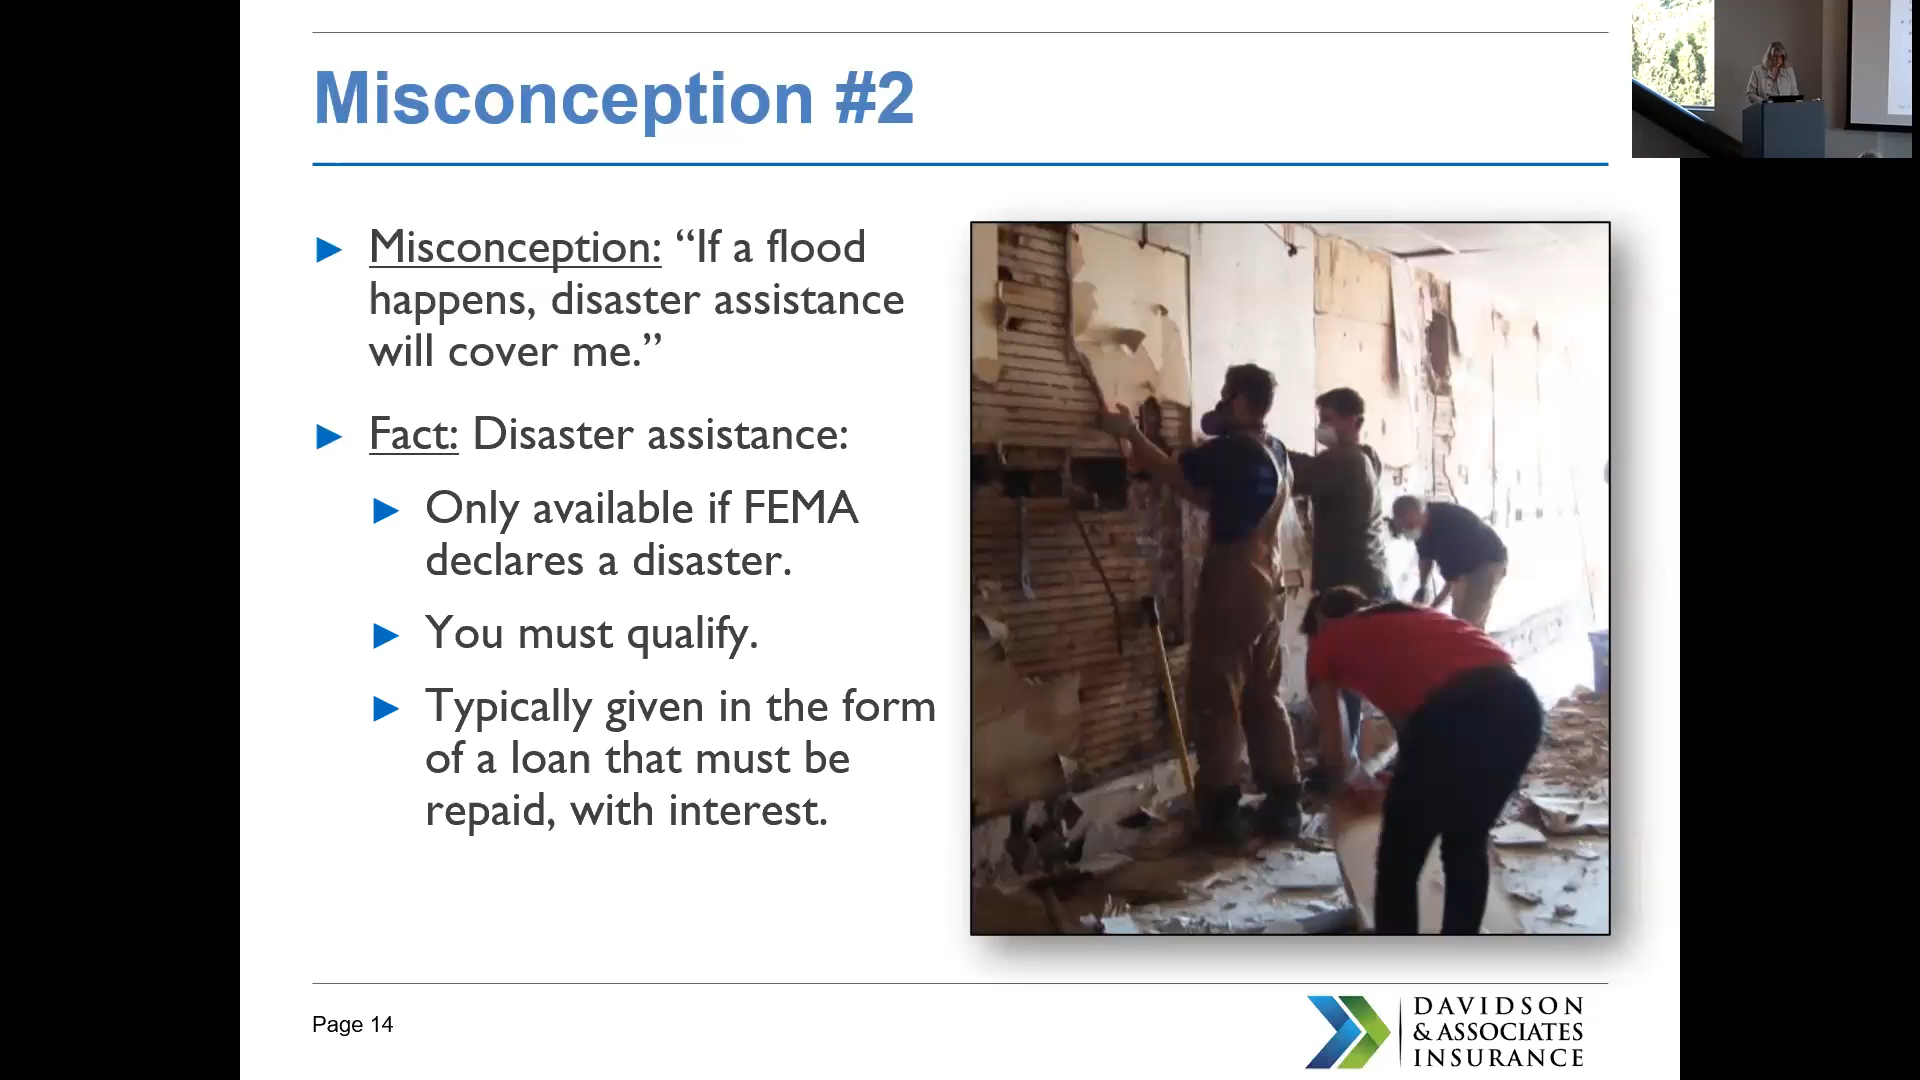 Misconception #2
► Misconception: “If a flood
happens, disaster assistance
will cover me.”
► Fact: Disaster assistance:
► Only available if FEMA
declares a disaster.
► You must qualify.
► Typically given in the form
of a loan that must be
repaid, with interest.
Page 14
DAVIDSON
& ASSOCIATES
INSURANCE